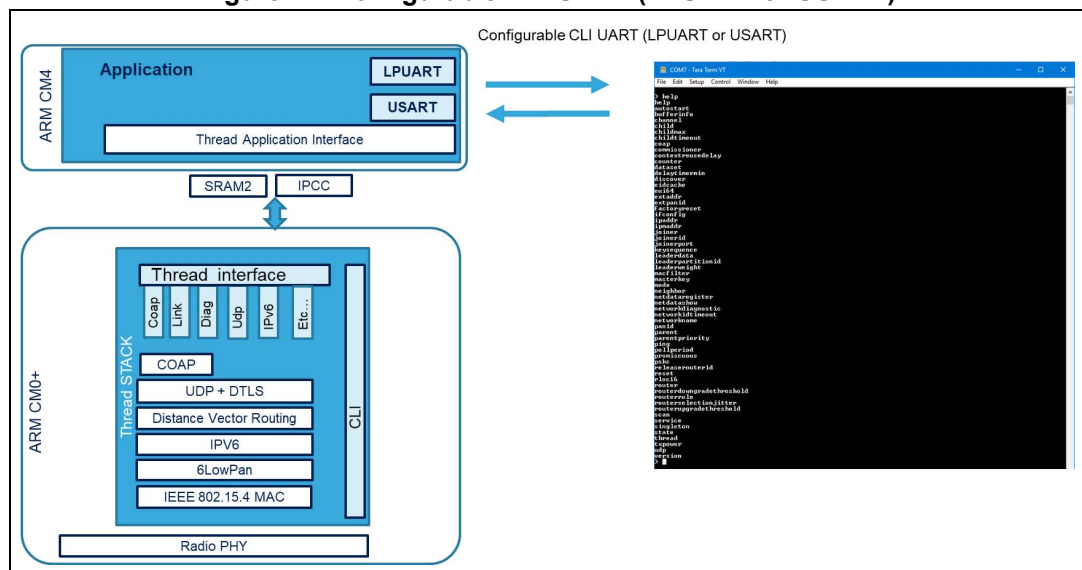 Configurable CLI UART (LPUART or USART)
ARM CM4
Application
LPUART
USART
Thread Application Interface
SRAM2
IPCC
ARM CM0+
Thread STACK
Thread interface
Coap
Link
Diag
Udp
IPv6
Etc...
COAP
UDP + DTLS
Distance Vector Routing
IPV6
6LowPan
IEEE 802.15.4 MAC
CLI
Radio PHY
COM7 - Tera Term VT
File Edit Setup Control Window Help
> help
help
autostart
bufferinfo
channel
child
childmax
childtimeout
coap
commissioner
contextreusedelay
counter
dataset
delaytimermin
discover
eidcache
eui64
extaddr
extpanid
factoryreset
ifconfig
ipaddr
ipmaddr
joiner
joinerid
joinerport
keysequence
leaderdata
leaderpartitionid
leaderweight
macfilter
masterkey
mode
neighbor
netdataregister
netdatashow
networkdiagnostic
networkidtimeout
networkname
panid
parent
parentpriority
ping
pollperiod
promiscuous
pskc
releaserouterid
reset
rloc16
router
routerdowngradethreshold
routerrole
routerselectionjitter
routerupgradethreshold
scan
service
singleton
state
thread
txpower
udp
version
>